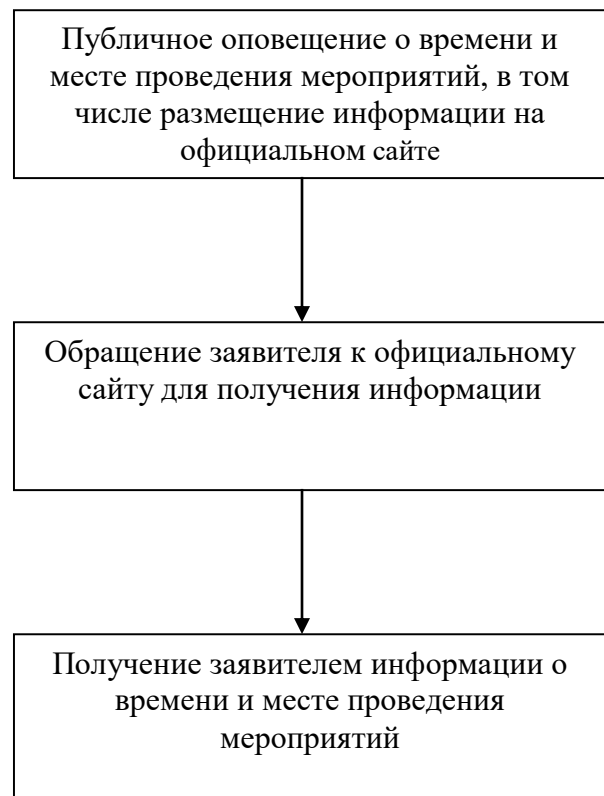 Публичное оповещение о времени и
месте проведения мероприятий, в том
числе размещение информации на
официальном сайте
Обращение заявителя к официальному
сайту для получения информации
Получение заявителем информации о
времени и месте проведения
мероприятий